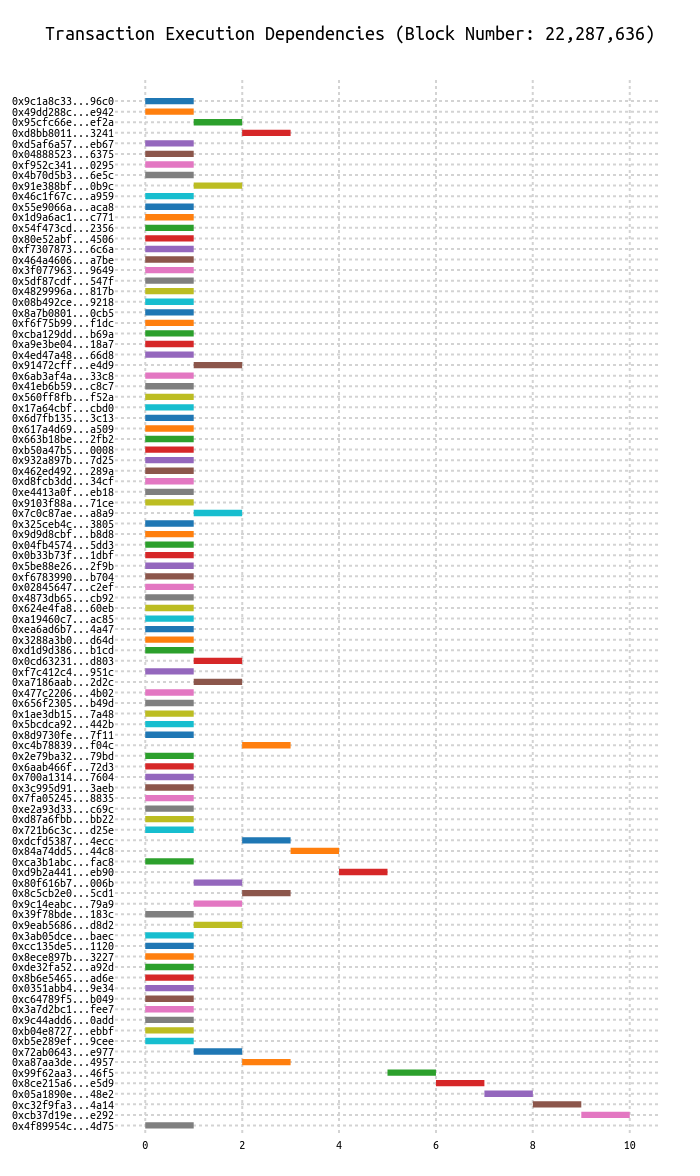 Transaction Execution Dependencies (Block Number: 22,287,636)
0x9c1a8c33...96c0
0x49dd288c...e942
0x95cfc66e...ef2a
0xd8bb8011...3241
0xd5af6a57...eb67
0x04888523...6375
0xf952c341...0295
0x4b70d5b3...6e5c
0x91e388bf...0b9c
0x46c1f67c...a959
0x55e9066a...aca8
0x1d9a6ac1...c771
0x54f473cd...2356
0x80e52abf...4506
0xf7307873...6c6a
0x464a4606...a7be
0x3f077963...9649
0x5df87cdf...547f
0x4829996a...817b
0x08b492ce...9218
0x8a7b0801...0cb5
0xf6f75b99...f1dc
0xcba129dd...b69a
0xa9e3be04...18a7
0x4ed47a48...66d8
0x91472cff...e4d9
0x6ab3af4a...33c8
0x41eb6b59...c8c7
0x560ff8fb...f52a
0x17a64cbf...cbd0
0x6d7fb135...3c13
0x617a4d69...a509
0x663b18be...2fb2
0xb50a47b5...0008
0x932a897b...7d25
0x462ed492...289a
0xd8fcb3dd...34cf
0xe4413a0f...eb18
0x9103f88a...71ce
0x7c0c87ae...a8a9
0x325ceb4c...3805
0x9d9d8cbf...b8d8
0x04fb4574...5dd3
0x0b33b73f...1dbf
0x5be88e26...2f9b
0xf6783990...b704
0x02845647...c2ef
0x4873db65...cb92
0x624e4fa8...60eb
0xa19460c7...ac85
0xea6ad6b7...4a47
0x3288a3b0...d64d
0xd1d9d386...b1cd
0x0cd63231...d803
0xf7c412c4...951c
0xa7186aab...2d2c
0x477c2206...4b02
0x656f2305...b49d
0x1ae3db15...7a48
0x5bcdca92...442b
0x8d9730fe...7f11
0xc4b78839...f04c
0x2e79ba32...79bd
0x6aab466f...72d3
0x700a1314...7604
0x3c995d91...3aeb
0x7fa05245...8835
0xe2a93d33...c69c
0xd87a6fbb...bb22
0x721b6c3c...d25e
0xdcfd5387...4ecc
0x84a74dd5...44c8
0xca3b1abc...fac8
0xd9b2a441...eb90
0x80f616b7...006b
0x8c5cb2e0...5cd1
0x9c14eabc...79a9
0x39f78bde...183c
0x9eab5686...d8d2
0x3ab05dce...baec
0xcc135de5...1120
0x8ece897b...3227
0xde32fa52...a92d
0x8b6e5465...ad6e
0x0351abb4...9e34
0xc64789f5...b049
0x3a7d2bc1...fee7
0x9c44add6...0add
0xb04e8727...ebbf
0xb5e289ef...9cee
0x72ab0643...e977
0xa87aa3de...4957
0x99f62aa3...46f5
0x8ce215a6...e5d9
0x05a1890e...48e2
0xc32f9fa3...4a14
0xcb37d19e...e292
0x4f89954c...4d75
0 2 4 6 8 10